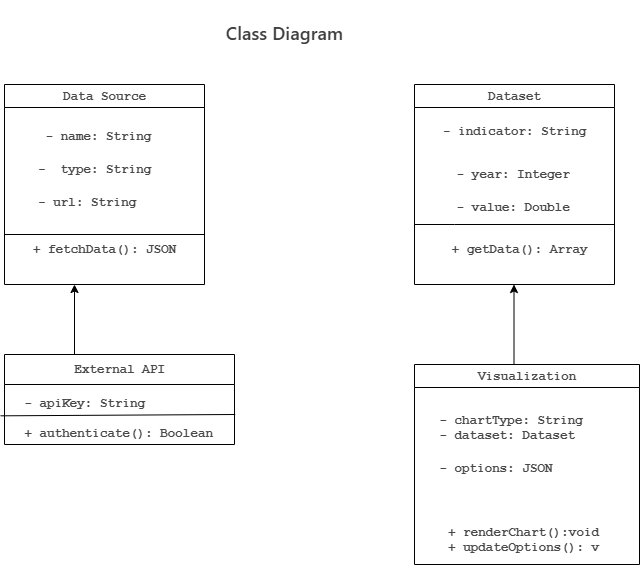 Class Diagram
Data Source
- name: String
- type: String
- url: String
+ fetchData(): JSON
External API
- apiKey: String
+ authenticate(): Boolean
Dataset
- indicator: String
- year: Integer
- value: Double
+ getData(): Array
Visualization
- chartType: String
- dataset: Dataset
- options: JSON
+ renderChart():void
+ updateOptions(): v